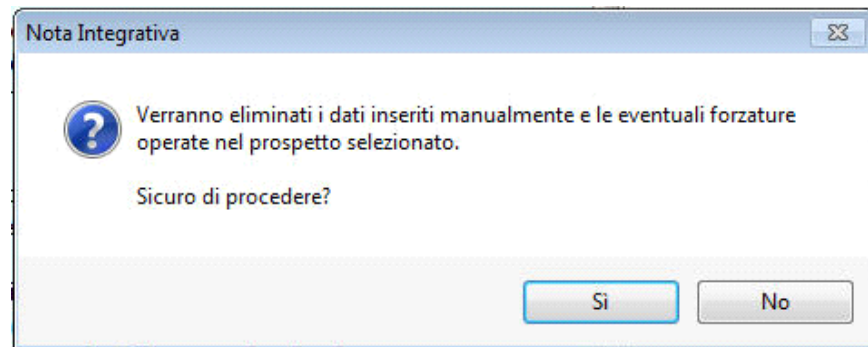 Nota Integrativa
Verranno eliminati i dati inseriti manualmente e le eventuali forzature
operate nel prospetto selezionato.
Sicuro di procedere?
Sì
No